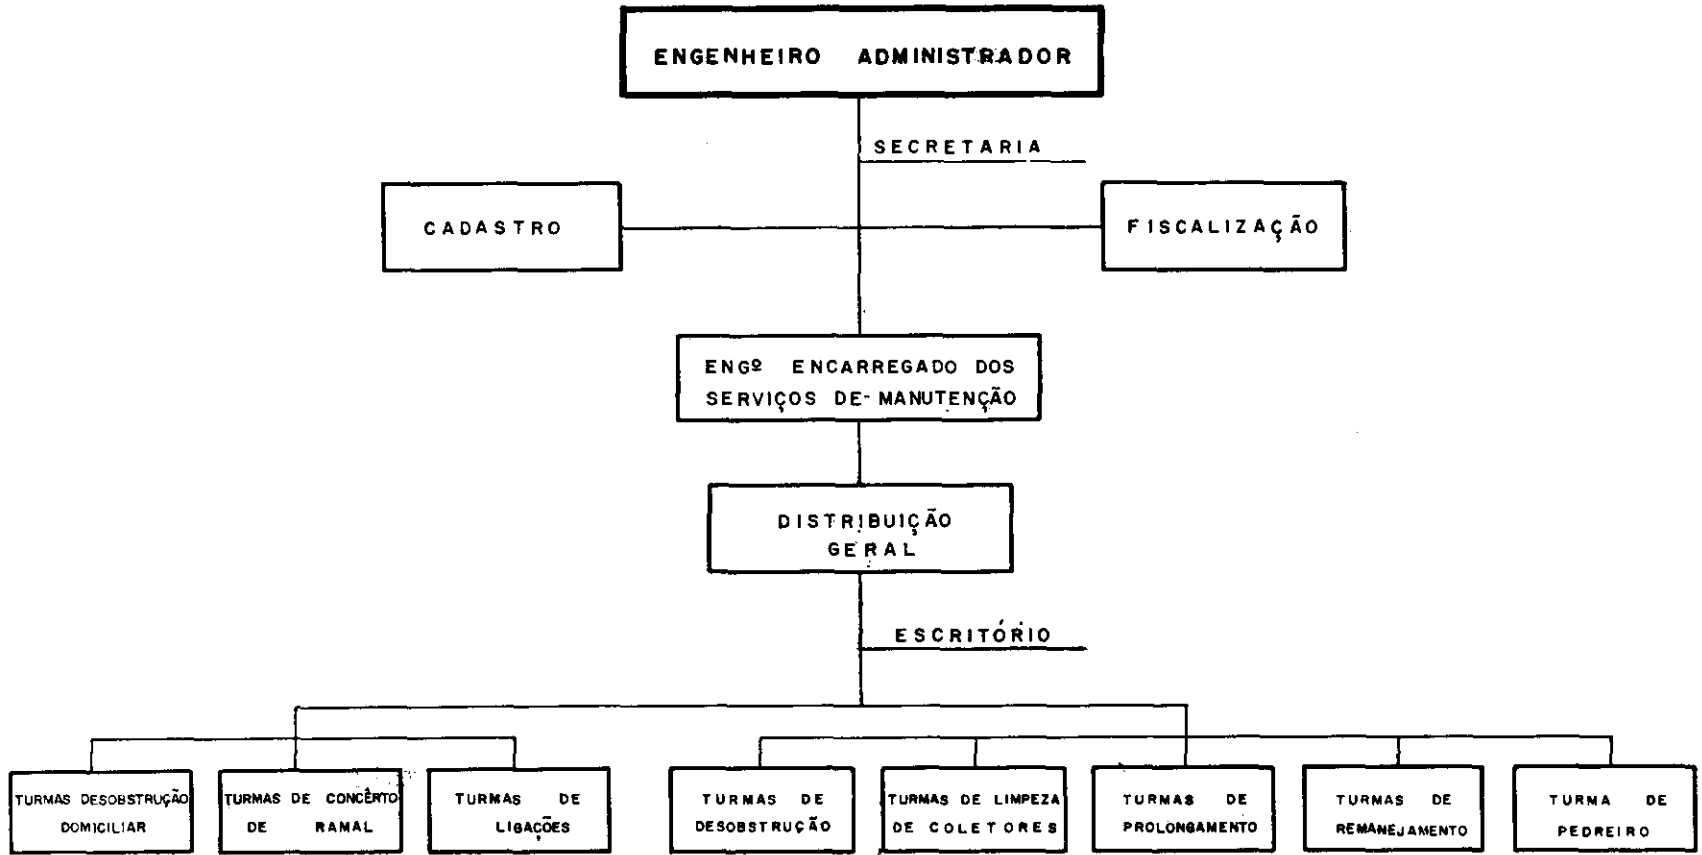 ENGENHEIRO ADMINISTRADOR
SECRETARIA
CADASTRO
FISCALIZAÇÃO
ENGº ENCARREGADO DOS
SERVIÇOS DE MANUTENÇÃO
DISTRIBUIÇÃO
GERAL
ESCRITÓRIO
TURMAS DESOBSTRUÇÃO
DOMICILIAR
TURMAS DE CONCÊRTO
DE RAMAL
TURMAS DE
LIGAÇÕES
TURMAS DE
DESOBSTRUÇÃO
TURMAS DE LIMPEZA
DE COLETORES
TURMAS DE
PROLONGAMENTO
TURMAS DE
REMANEJAMENTO
TURMA DE
PEDREIRO